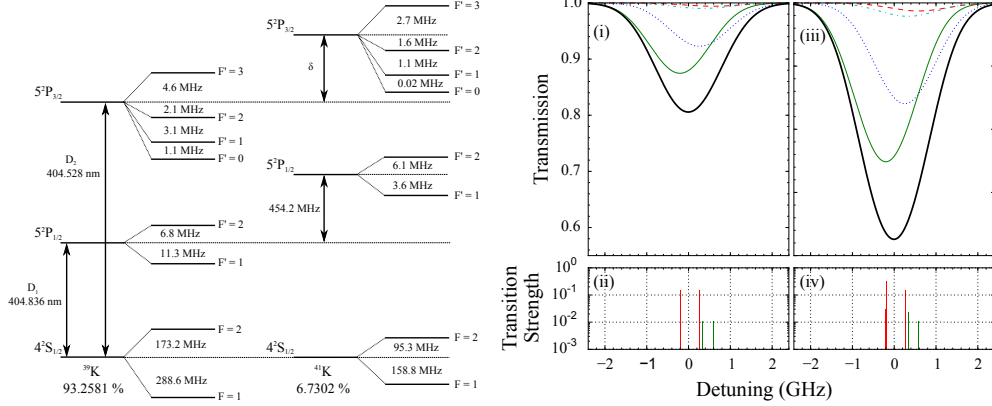 5²P₃/₂
F' = 3
2.7 MHz
1.6 MHz
F' = 2
1.1 MHz
F' = 1
0.02 MHz
F' = 0
δ
5²P₃/₂
F' = 3
4.6 MHz
2.1 MHz
F' = 2
3.1 MHz
F' = 1
1.1 MHz
F' = 0
D₂
404.528 nm
5²P₁/₂
F' = 2
6.1 MHz
3.6 MHz
F' = 1
454.2 MHz
5²P₁/₂
F' = 2
6.8 MHz
11.3 MHz
F' = 1
D₁
404.836 nm
4²S₁/₂
F = 2
173.2 MHz
288.6 MHz
F = 1
³⁹K
93.2581 %
4²S₁/₂
F = 2
95.3 MHz
158.8 MHz
F = 1
⁴¹K
6.7302 %
Transmission
1.0
0.9
0.8
0.7
0.6
(i)
(iii)
Transition
Strength
10⁰
10⁻¹
10⁻²
10⁻³
(ii)
(iv)
−2 −1 0 1 2
−2 −1 0 1 2
Detuning (GHz)